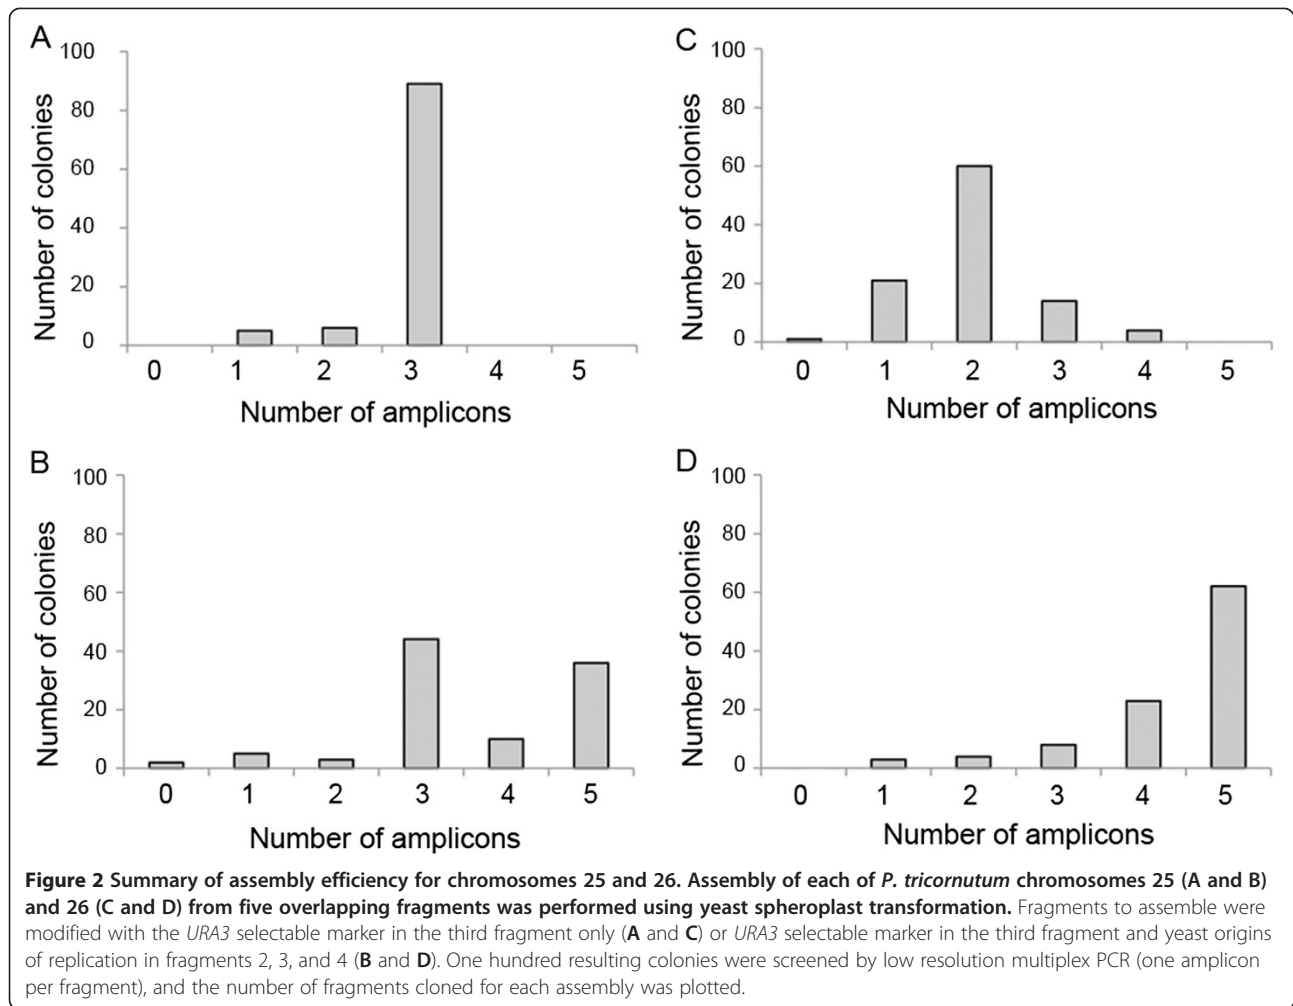 A
100
80
60
40
20
0
Number of colonies
0 1 2 3 4 5
Number of amplicons
C
100
80
60
40
20
0
Number of colonies
0 1 2 3 4 5
Number of amplicons
B
100
80
60
40
20
0
Number of colonies
0 1 2 3 4 5
Number of amplicons
D
100
80
60
40
20
0
Number of colonies
0 1 2 3 4 5
Number of amplicons
Figure 2 Summary of assembly efficiency for chromosomes 25 and 26. Assembly of each of P. tricornutum chromosomes 25 (A and B)
and 26 (C and D) from five overlapping fragments was performed using yeast spheroplast transformation. Fragments to assemble were
modified with the URA3 selectable marker in the third fragment only (A and C) or URA3 selectable marker in the third fragment and yeast origins
of replication in fragments 2, 3, and 4 (B and D). One hundred resulting colonies were screened by low resolution multiplex PCR (one amplicon
per fragment), and the number of fragments cloned for each assembly was plotted.